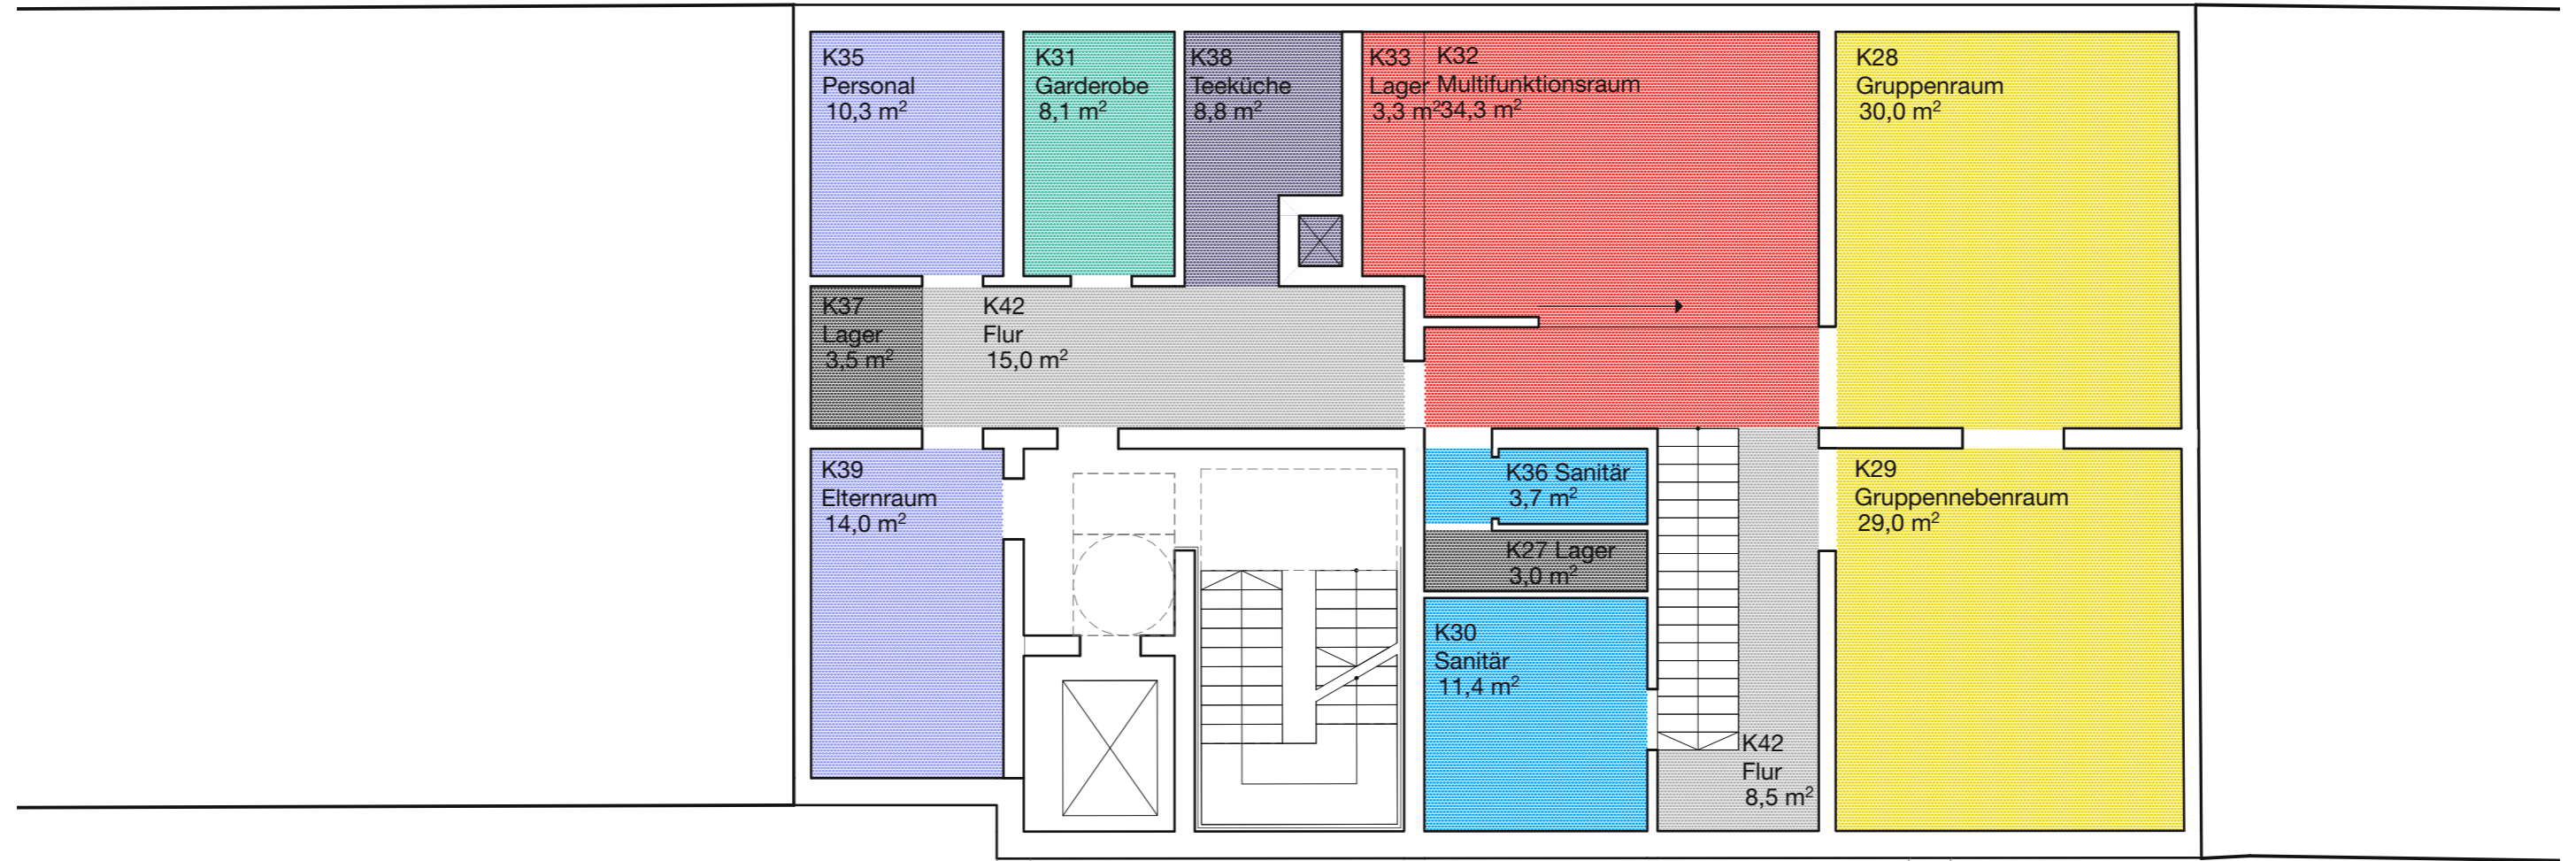 K35
Personal
10,3 m²
K31
Garderobe
8,1 m²
K38
Teeküche
8,8 m²
K33
Lager
3,3 m²
K32
Multifunktionsraum
34,3 m²
K28
Gruppenraum
30,0 m²
K37
Lager
3,5 m²
K42
Flur
15,0 m²
K39
Elternraum
14,0 m²
K36 Sanitär
3,7 m²
K27 Lager
3,0 m²
K30
Sanitär
11,4 m²
K42
Flur
8,5 m²
K29
Gruppennebenraum
29,0 m²